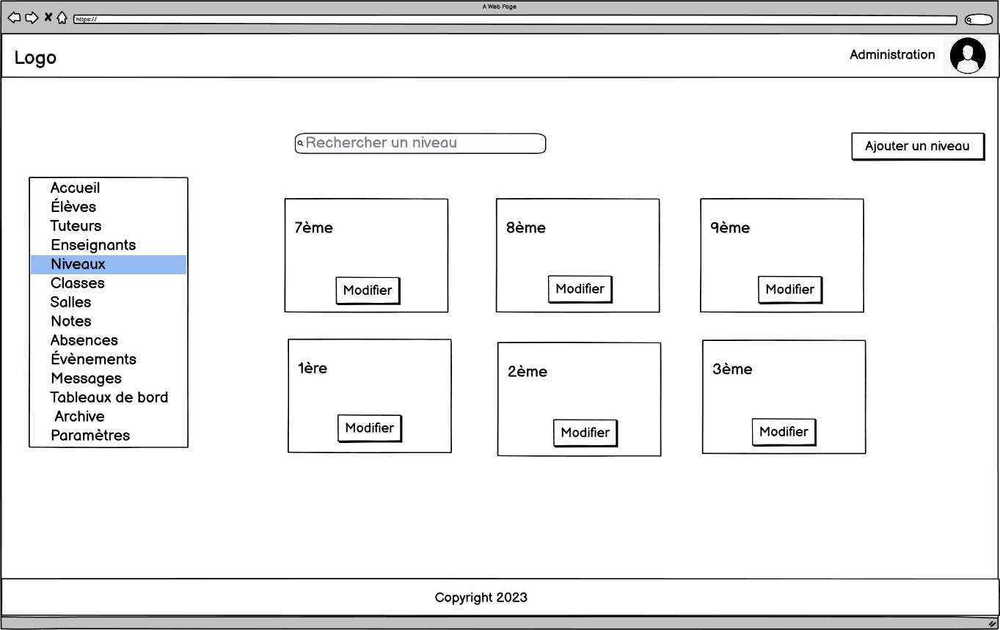 A Web Page
https://
Logo
Administration
Rechercher un niveau
Ajouter un niveau
Accueil
Élèves
Tuteurs
Enseignants
Niveaux
Classes
Salles
Notes
Absences
Évènements
Messages
Tableaux de bord
Archive
Paramètres
7ème
8ème
9ème
Modifier
Modifier
Modifier
1ère
2ème
3ème
Modifier
Modifier
Modifier
Copyright 2023